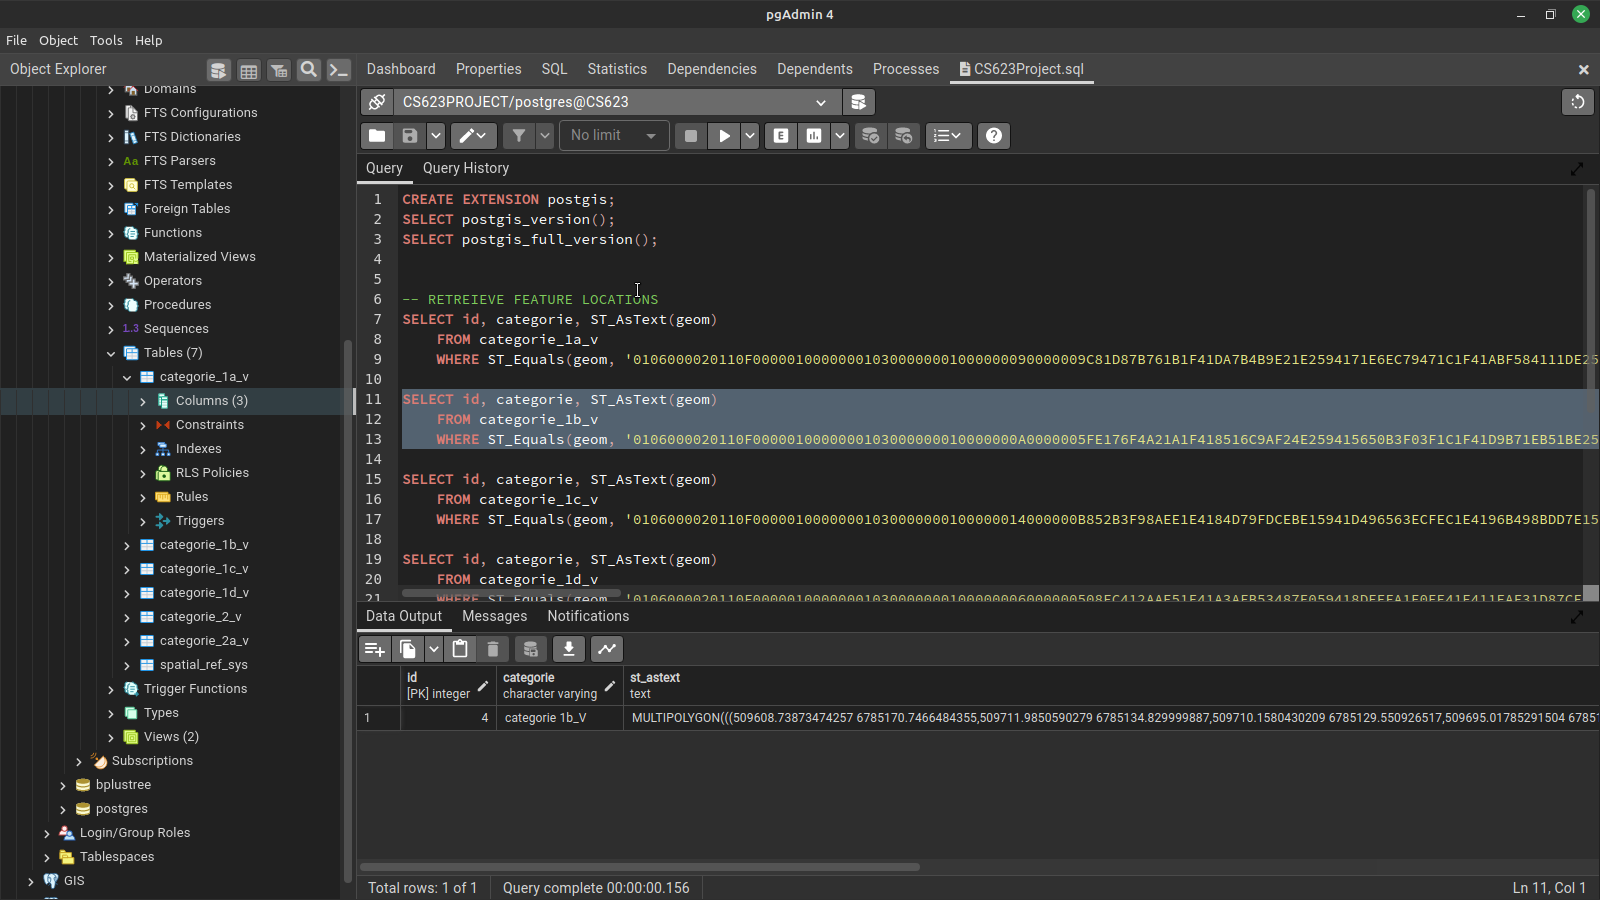 pgAdmin 4
File Object Tools Help
Object Explorer
Dashboard Properties SQL Statistics Dependencies Dependents Processes CS623Project.sql
CS623PROJECT/postgres@CS623
No limit
Query Query History
Domains
FTS Configurations
FTS Dictionaries
Aa FTS Parsers
FTS Templates
Foreign Tables
Functions
Materialized Views
Operators
Procedures
1.3 Sequences
Tables (7)
categorie_1a_v
Columns (3)
Constraints
Indexes
RLS Policies
Rules
Triggers
categorie_1b_v
categorie_1c_v
categorie_1d_v
categorie_2_v
categorie_2a_v
spatial_ref_sys
Trigger Functions
Types
Views (2)
Subscriptions
bplustree
postgres
Login/Group Roles
Tablespaces
GIS
1 CREATE EXTENSION postgis;
2 SELECT postgis_version();
3 SELECT postgis_full_version();
4
5
6 -- RETREIEVE FEATURE LOCATIONS
7 SELECT id, categorie, ST_AsText(geom)
8 FROM categorie_1a_v
9 WHERE ST_Equals(geom, '0106000020110F00000100000001030000000100000009000009C81D87B761B1F41DA7B4B9E21E2594171E6EC79471C1F41ABF584111DE25
10
11 SELECT id, categorie, ST_AsText(geom)
12 FROM categorie_1b_v
13 WHERE ST_Equals(geom, '0106000020110F0000010000000103000000010000000A0000005FE176F4A21A1F418516C9AF24E259415650B3F03F1C1F41D9B71EB51BE25
14
15 SELECT id, categorie, ST_AsText(geom)
16 FROM categorie_1c_v
17 WHERE ST_Equals(geom, '0106000020110F00000100000001030000000100000014000000B852B3F98AEE1E4184D79FDCEBE15941D496563ECFEC1E4196B498BDD7E15
18
19 SELECT id, categorie, ST_AsText(geom)
20 FROM categorie_1d_v
21 WHERE ST_Equals(geom,
Data Output Messages Notifications
id
[PK] integer
categorie
character varying
st_astext
text
1 4 categorie 1b_V MULTIPOLYGON(((509608.73873474257 6785170.7466484355,509711.9850590279 6785134.829999887,509710.1580430209 6785129.550926517,509695.01785291504 6785
Total rows: 1 of 1 Query complete 00:00:00.156 Ln 11, Col 1
E